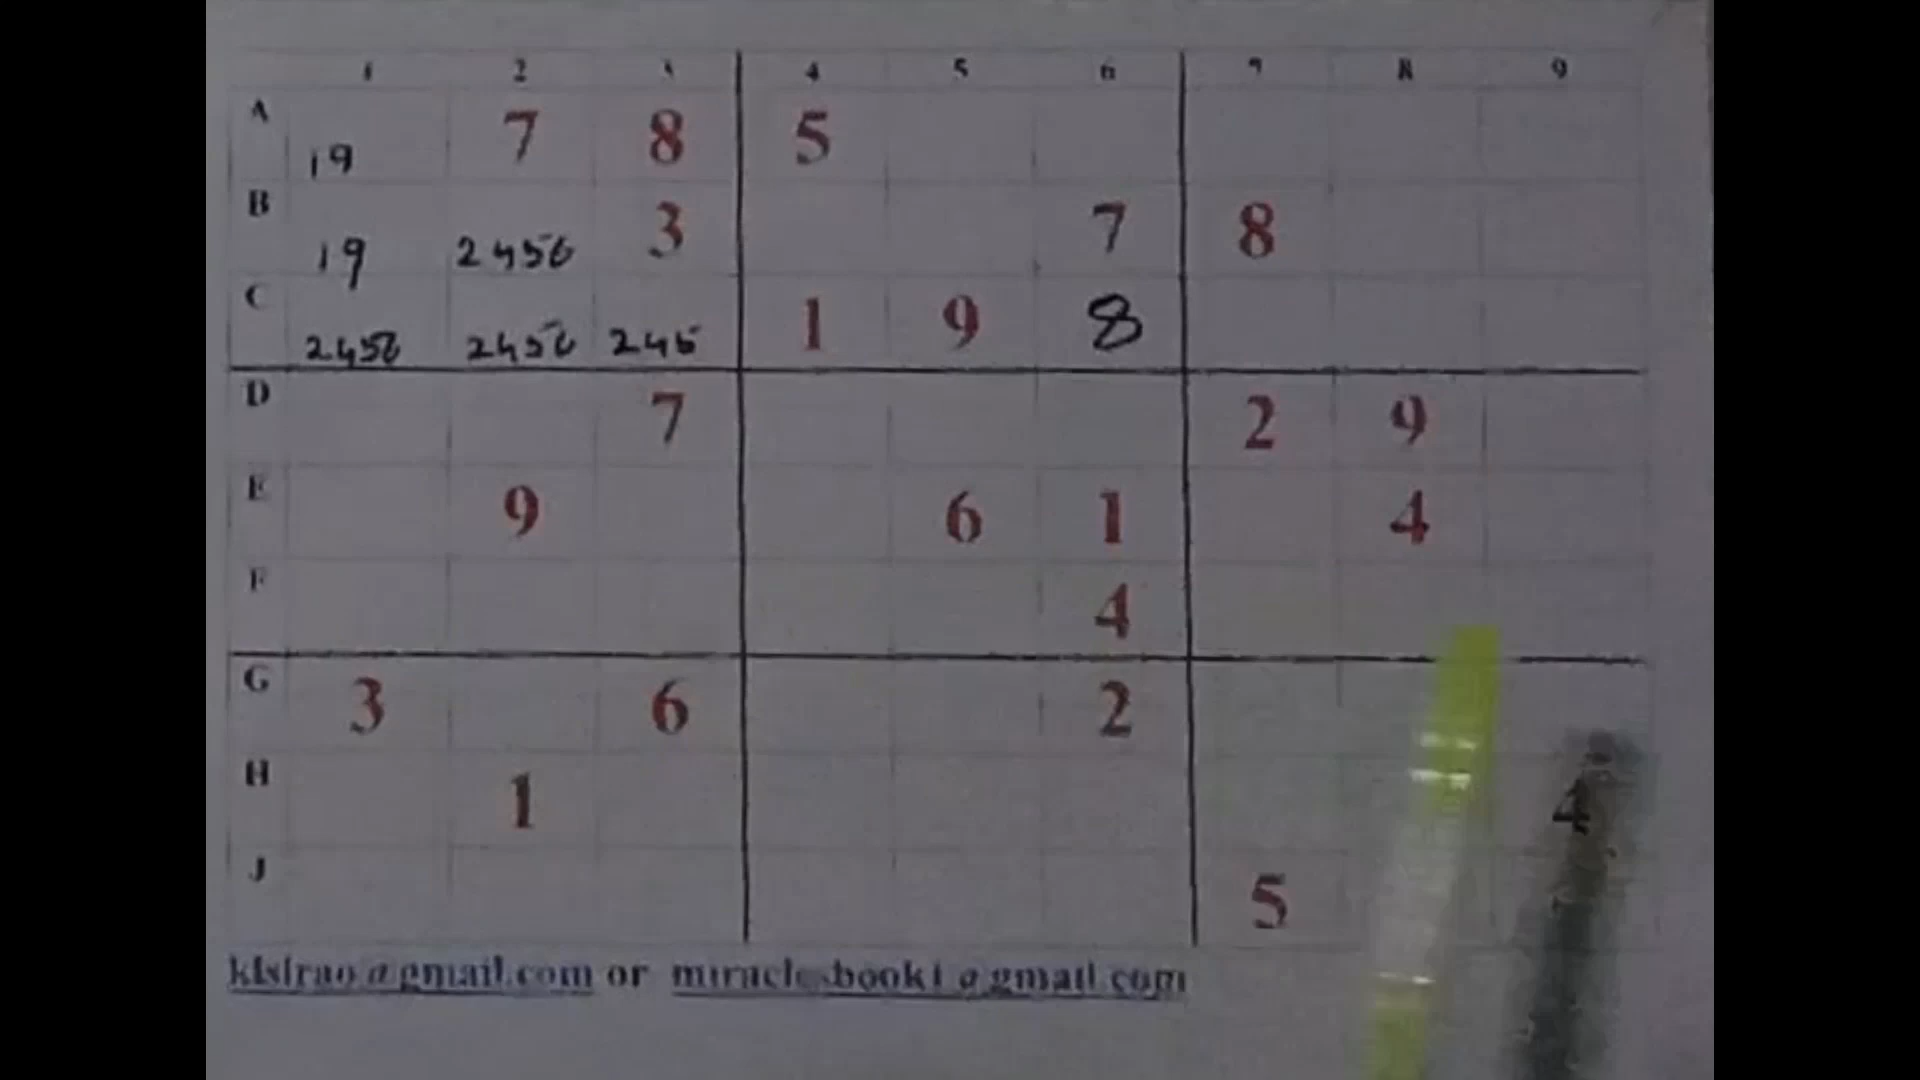 1 2 3 4 5 6 7 8 9
A 19 7 8 5
B 19 2456 3 7 8
C 2456 2456 245 1 9 8
D 7 2 9
E 9 6 1 4
F 4
G 3 6 2
H 1 4
J 5
klslrao@gmail.com or miraclesbook1@gmail.com